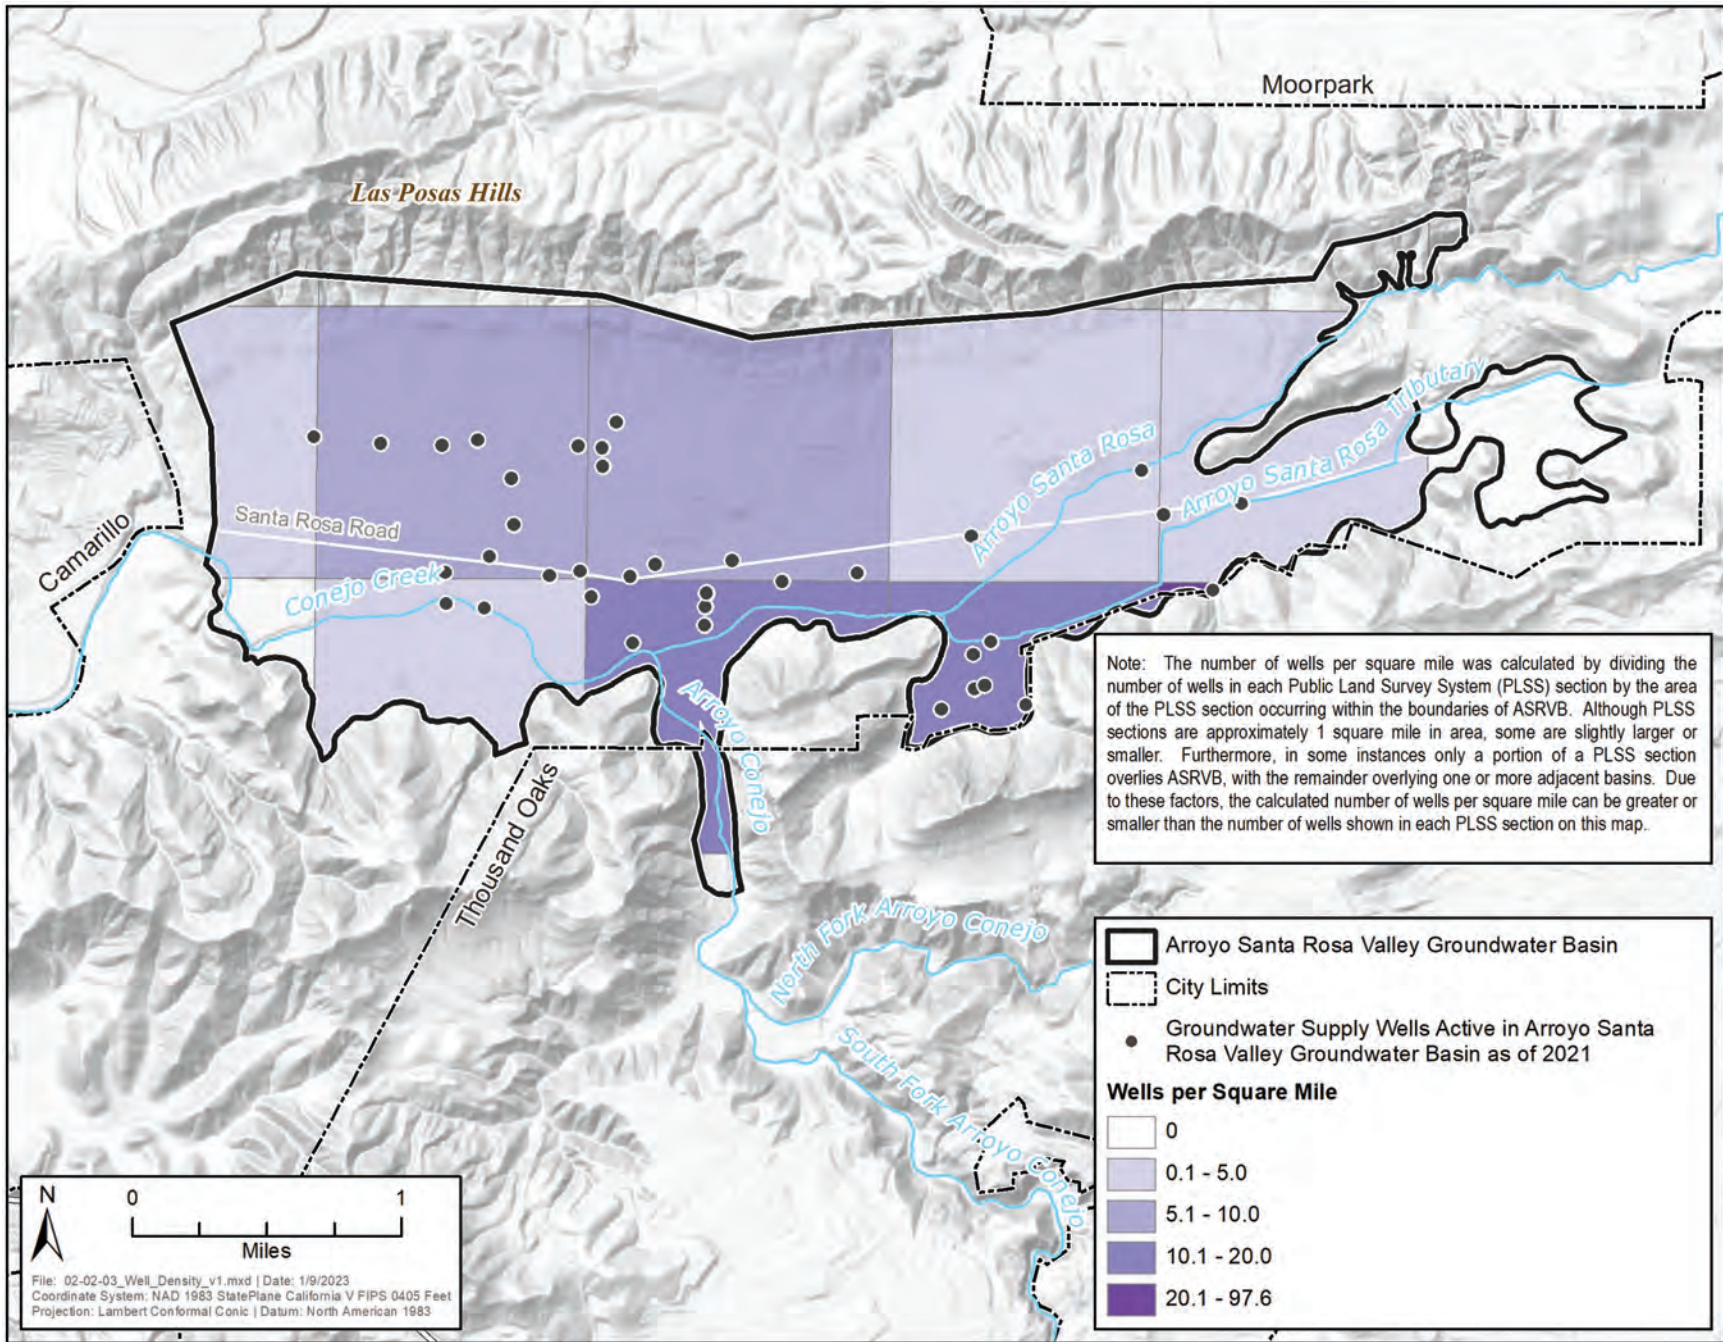 Moorpark
Las Posas Hills
Arroyo Santa Rosa Tributary
Arroyo Santa Rosa
Santa Rosa Road
Camarillo
Conejo Creek
Arroyo Conejo
Thousand Oaks
North Fork Arroyo Conejo
South Fork Arroyo Conejo
Note: The number of wells per square mile was calculated by dividing the
number of wells in each Public Land Survey System (PLSS) section by the area
of the PLSS section occurring within the boundaries of ASRVB. Although PLSS
sections are approximately 1 square mile in area, some are slightly larger or
smaller. Furthermore, in some instances only a portion of a PLSS section
overlies ASRVB, with the remainder overlying one or more adjacent basins. Due
to these factors, the calculated number of wells per square mile can be greater or
smaller than the number of wells shown in each PLSS section on this map.
Arroyo Santa Rosa Valley Groundwater Basin
City Limits
Groundwater Supply Wells Active in Arroyo Santa
Rosa Valley Groundwater Basin as of 2021
Wells per Square Mile
0
0.1 - 5.0
5.1 - 10.0
10.1 - 20.0
20.1 - 97.6
N
0 1
Miles
File: 02-02-03_Well_Density_v1.mxd | Date: 1/9/2023
Coordinate System: NAD 1983 StatePlane California V FIPS 0405 Feet
Projection: Lambert Conformal Conic | Datum: North American 1983